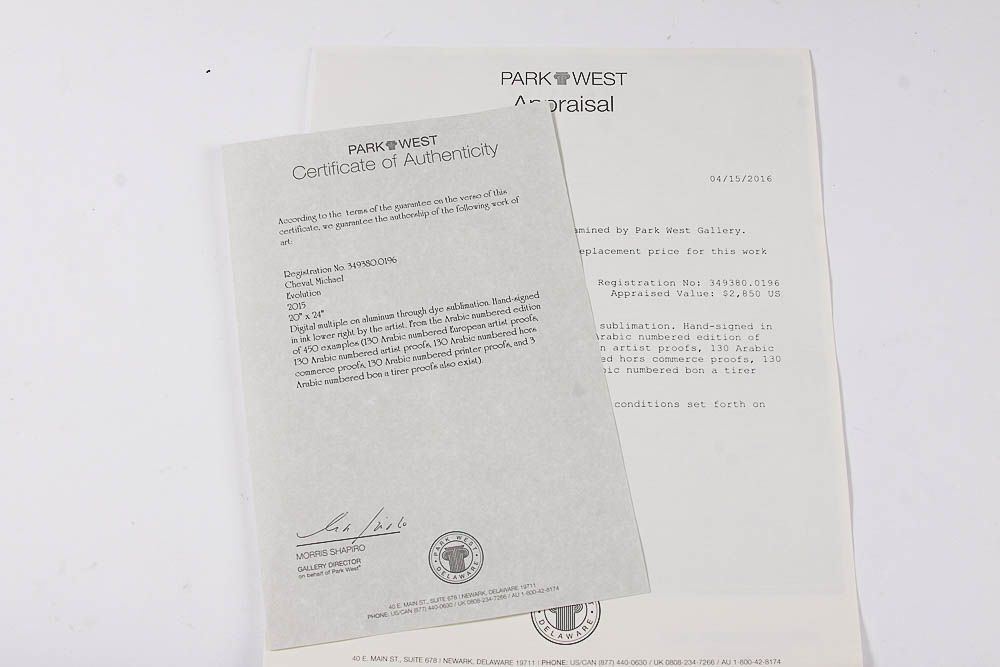 PARK WEST
Certificate of Authenticity
According to the terms of the guarantee on the verso of this
certificate, we guarantee the authorship of the following work of
art:
Registration No. 349380.0196
Cheval, Michael
Evolution
2015
20" x 24"
Digital multiple on aluminum through dye sublimation. Hand-signed
in ink lower right by the artist. From the Arabic numbered edition
of 450 examples (130 Arabic numbered European artist proofs,
130 Arabic numbered artist proofs, 130 Arabic numbered hors
commerce proofs, 130 Arabic numbered printer proofs, and 3
Arabic numbered bon a tirer proofs also exist).
MORRIS SHAPIRO
GALLERY DIRECTOR
on behalf of Park West®
PARK WEST
DELAWARE
40 E. MAIN ST., SUITE 678 | NEWARK, DELAWARE 19711
PHONE: US/CAN (877) 440-0630 / UK 0808-234-7266 / AU 1-800-42-8174
PARK WEST
Appraisal
04/15/2016
amined by Park West Gallery.
eplacement price for this work
Registration No: 349380.0196
Appraised Value: $2,850 US
sublimation. Hand-signed in
Arabic numbered edition of
n artist proofs, 130 Arabic
ed hors commerce proofs, 130
bic numbered bon a tirer
conditions set forth on
DELAWARE
40 E. MAIN ST., SUITE 678 | NEWARK, DELAWARE 19711 | PHONE: US/CAN (877) 440-0630 / UK 0808-234-7266 / AU 1-800-42-8174